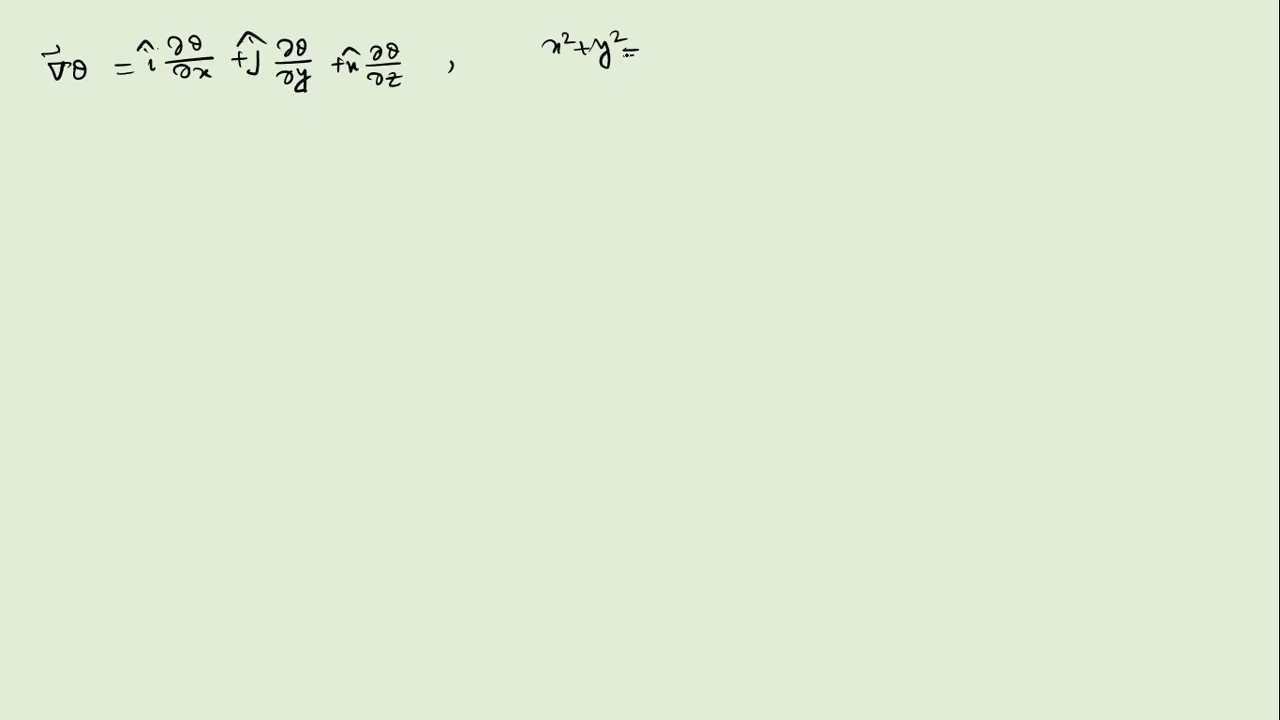 ∇⃗θ = î ∂θ/∂x + ĵ ∂θ/∂y + k̂ ∂θ/∂z , x² + y² =